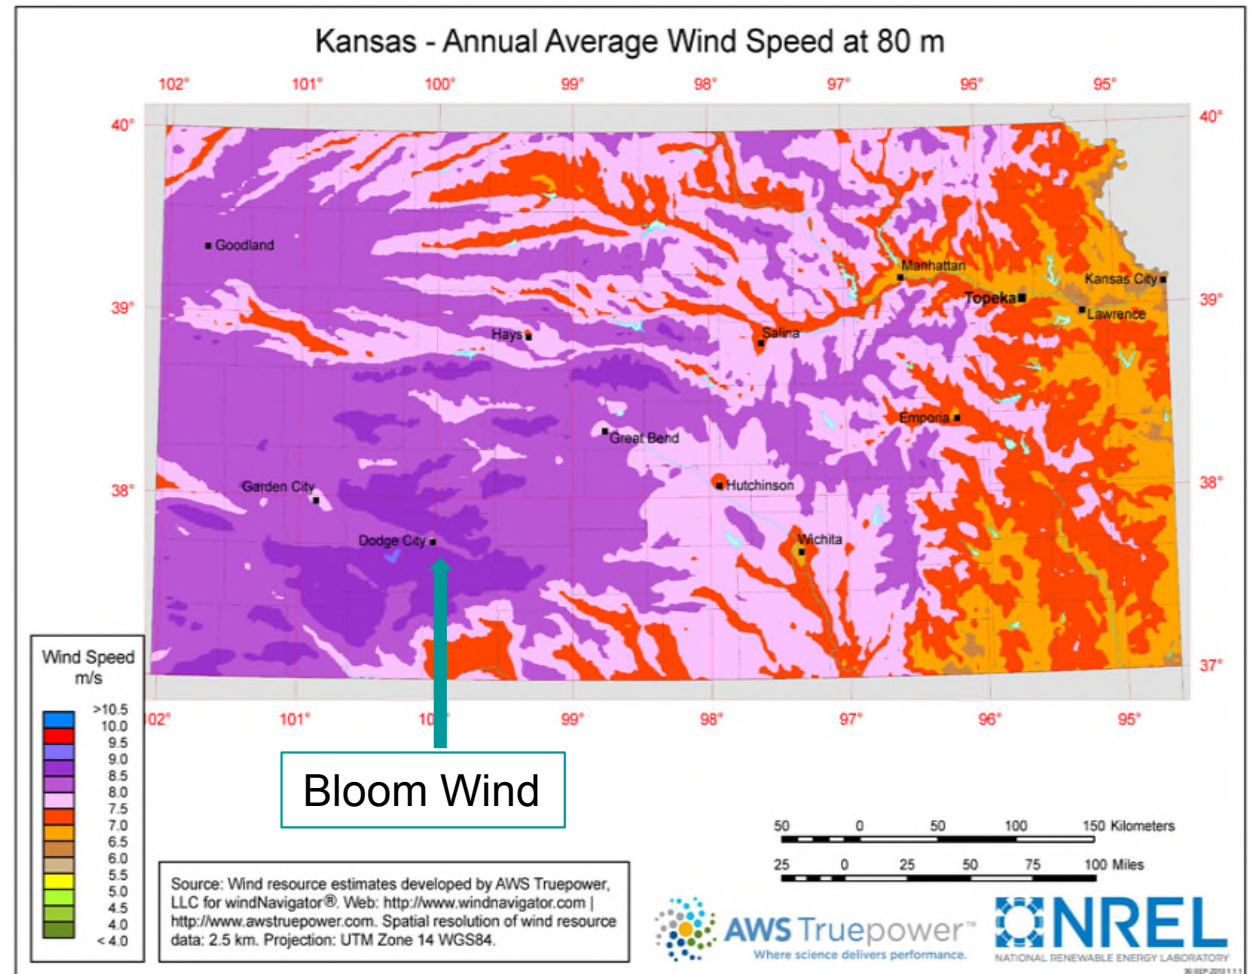 Kansas - Annual Average Wind Speed at 80 m
102° 101° 100° 99° 98° 97° 96° 95°
40° 40°
Goodland
Manhattan
Kansas City
39° Topeka 39°
Lawrence
Hays
Salina
Emporia
Great Bend
38° Garden City Hutchinson 38°
Dodge City
Wichita
37°
02° 101° 100° 99° 98° 97° 96° 95°
Wind Speed
m/s
>10.5
10.0
9.5
9.0
8.5
8.0
7.5
7.0
6.5
6.0
5.5
5.0
4.5
4.0
< 4.0
Bloom Wind
50 0 50 100 150 Kilometers
25 0 25 50 75 100 Miles
Source: Wind resource estimates developed by AWS Truepower,
LLC for windNavigator®. Web: http://www.windnavigator.com |
http://www.awstruepower.com. Spatial resolution of wind resource
data: 2.5 km. Projection: UTM Zone 14 WGS84.
AWS Truepower™
Where science delivers performance.
NREL
NATIONAL RENEWABLE ENERGY LABORATORY